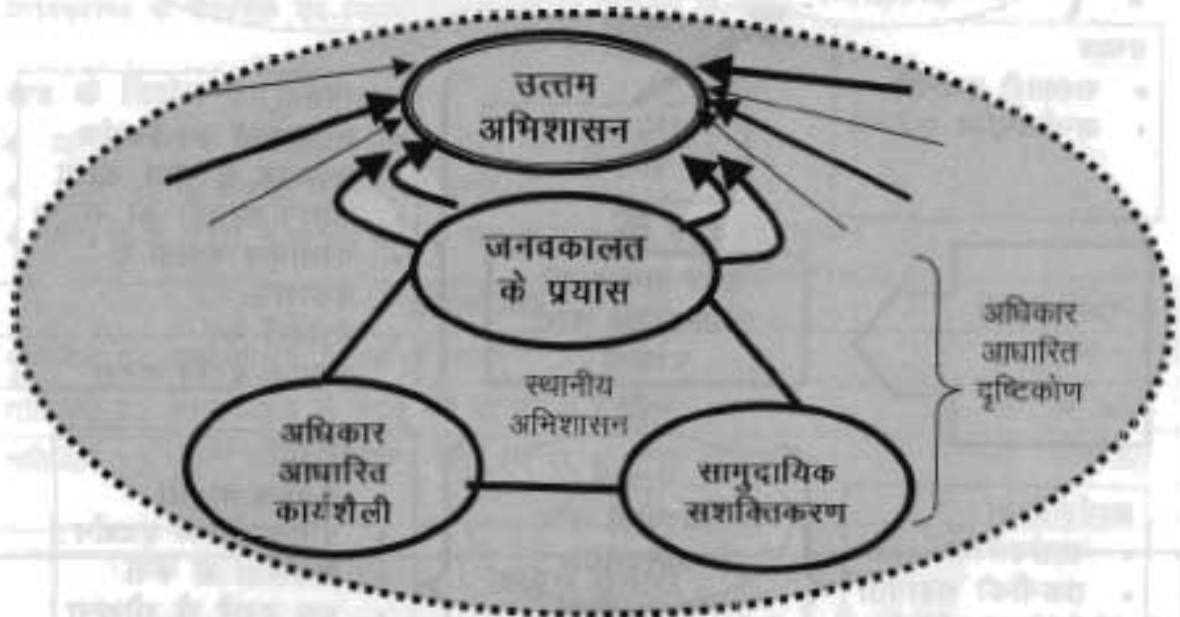 उत्तम
अभिशासन
जनवकालत
के प्रयास
स्थानीय
अभिशासन
अधिकार
आधारित
दृष्टिकोण
अधिकार
आधारित
कार्यशैली
सामुदायिक
सशक्तिकरण